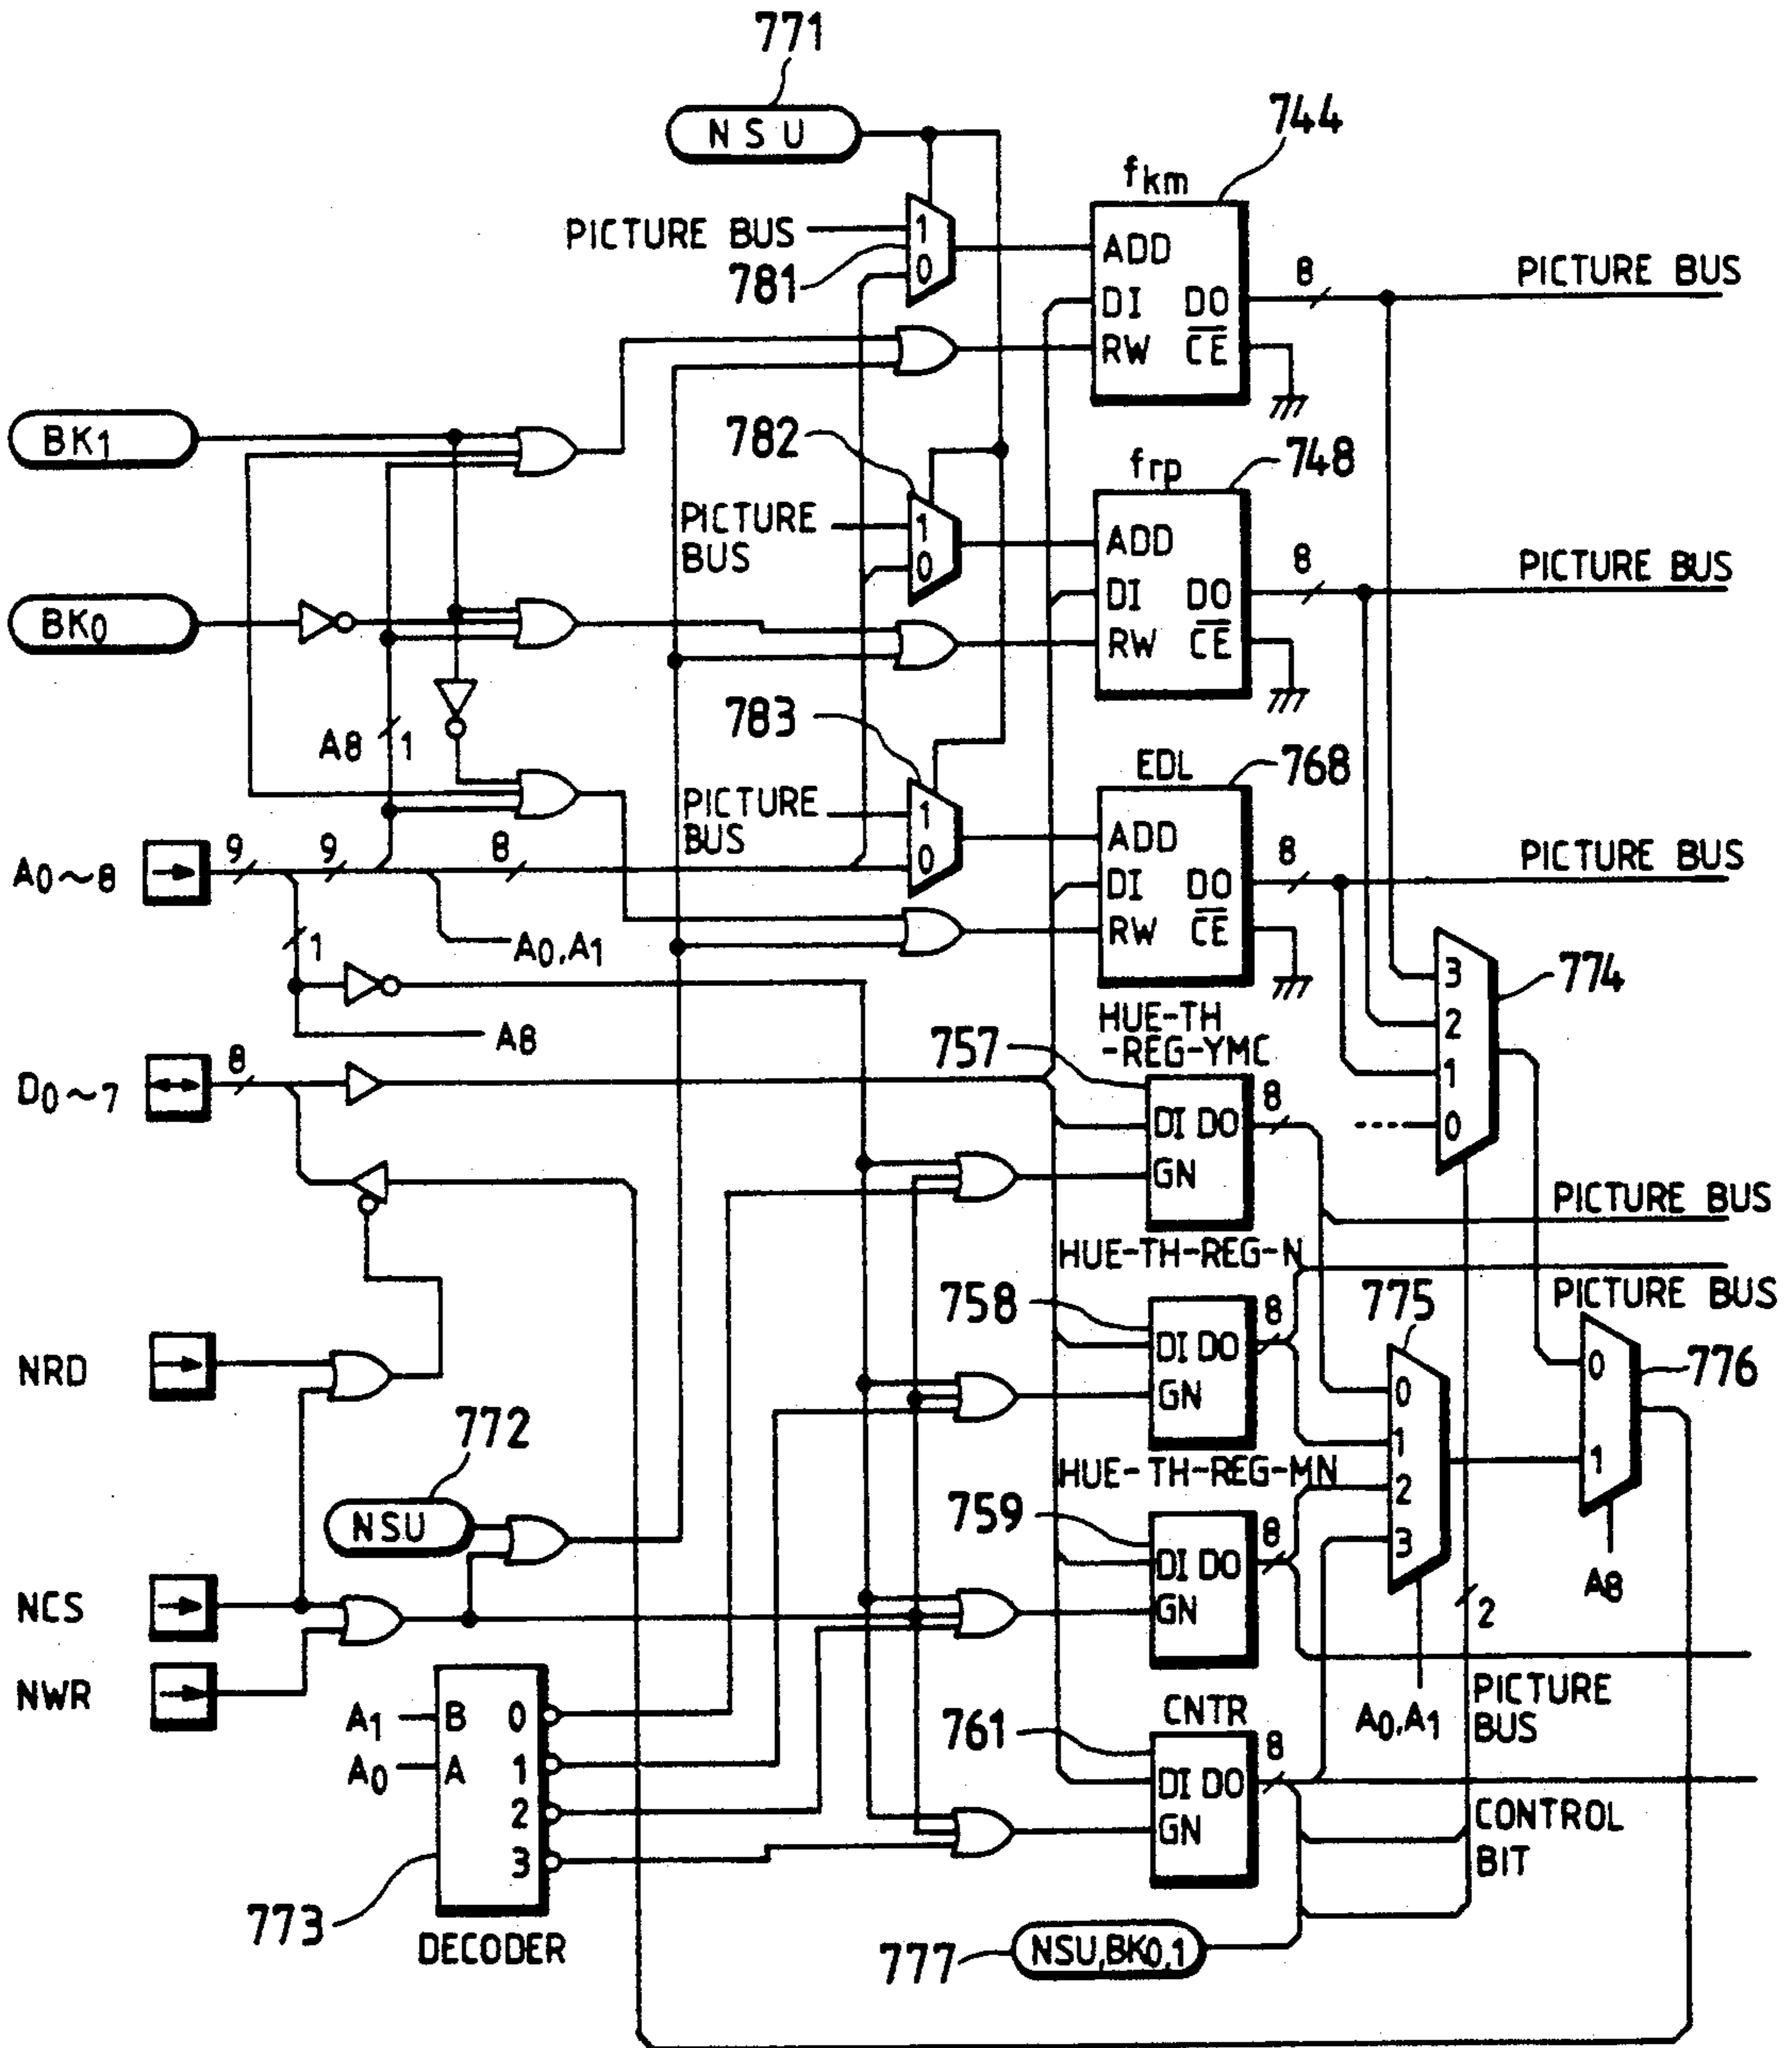 771
NSU
744
fkm
PICTURE BUS
1
0
781
ADD
DI DO
RW CE
8
PICTURE BUS
BK1
782
frp
748
PICTURE
BUS
1
0
ADD
DI DO
RW CE
8
PICTURE BUS
BK0
A8 1
783
EDL
768
PICTURE
BUS
1
0
ADD
DI DO
RW CE
8
PICTURE BUS
A0~8
9
9
8
1
A0,A1
A8
3
2
1
0
774
D0~7
8
757
HUE-TH
-REG-YMC
DI DO
GN
8
PICTURE BUS
HUE-TH-REG-N
758
DI DO
GN
8
PICTURE BUS
775
0
1
2
3
0
1
776
A8
NRD
772
NSU
HUE-TH-REG-MN
759
DI DO
GN
8
2
A0,A1
PICTURE
BUS
NCS
NWR
A1
A0
B 0
A 1
2
3
773
DECODER
CNTR
761
DI DO
GN
8
CONTROL
BIT
777
NSU,BK0,1